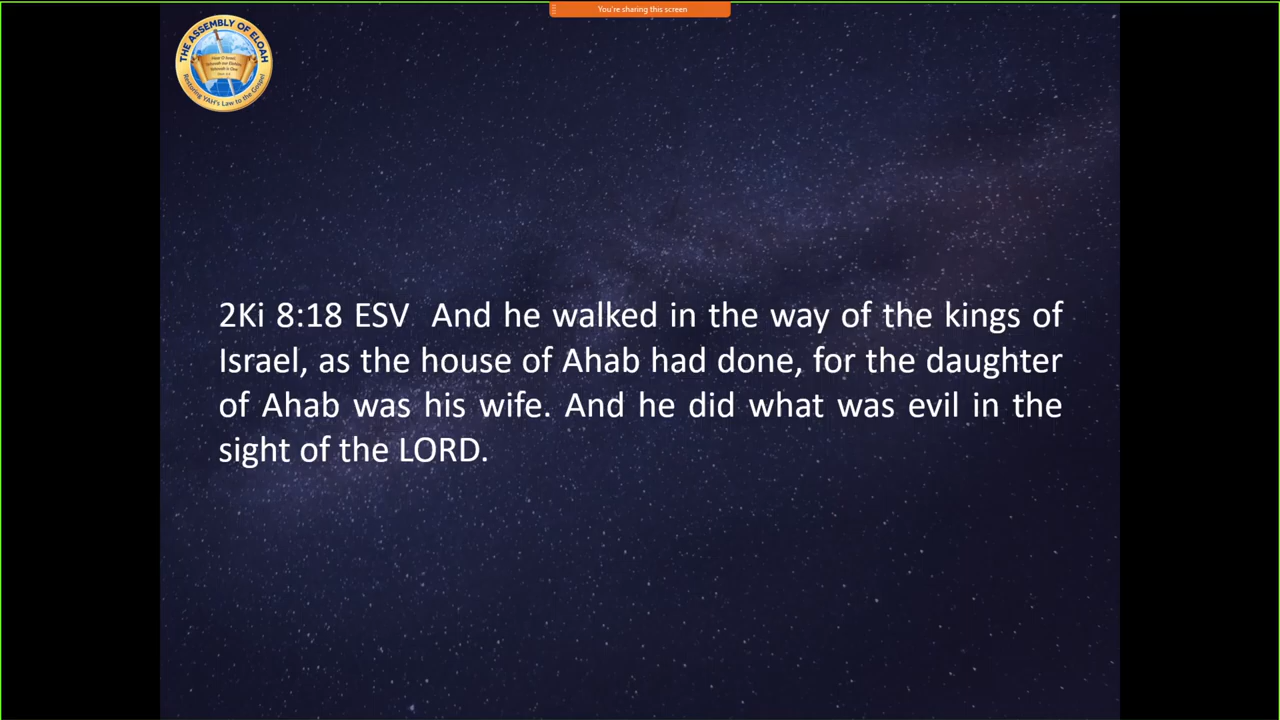 You're sharing this screen
THE ASSEMBLY OF ELOAH
Restoring YAH's Law to the Gospel
2Ki 8:18 ESV And he walked in the way of the kings of
Israel, as the house of Ahab had done, for the daughter
of Ahab was his wife. And he did what was evil in the
sight of the LORD.